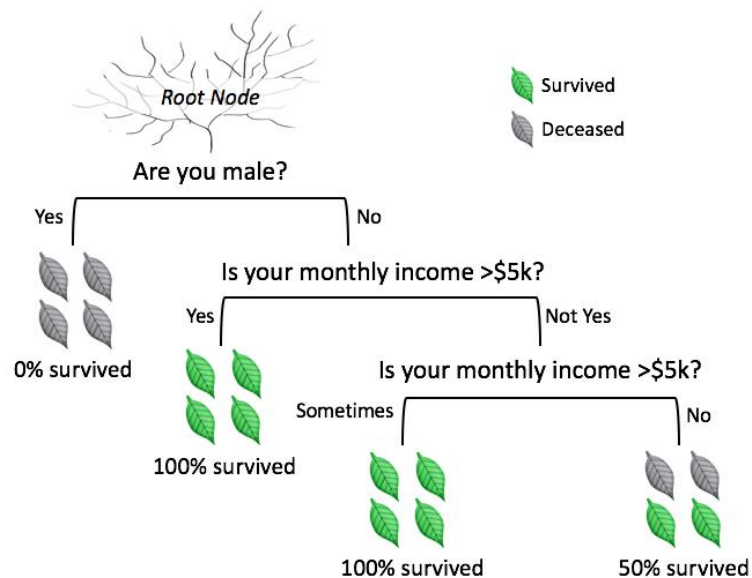 Root Node
Survived
Deceased
Are you male?
Yes
No
Is your monthly income >$5k?
0% survived
Yes
Not Yes
100% survived
Is your monthly income >$5k?
Sometimes
No
100% survived
50% survived